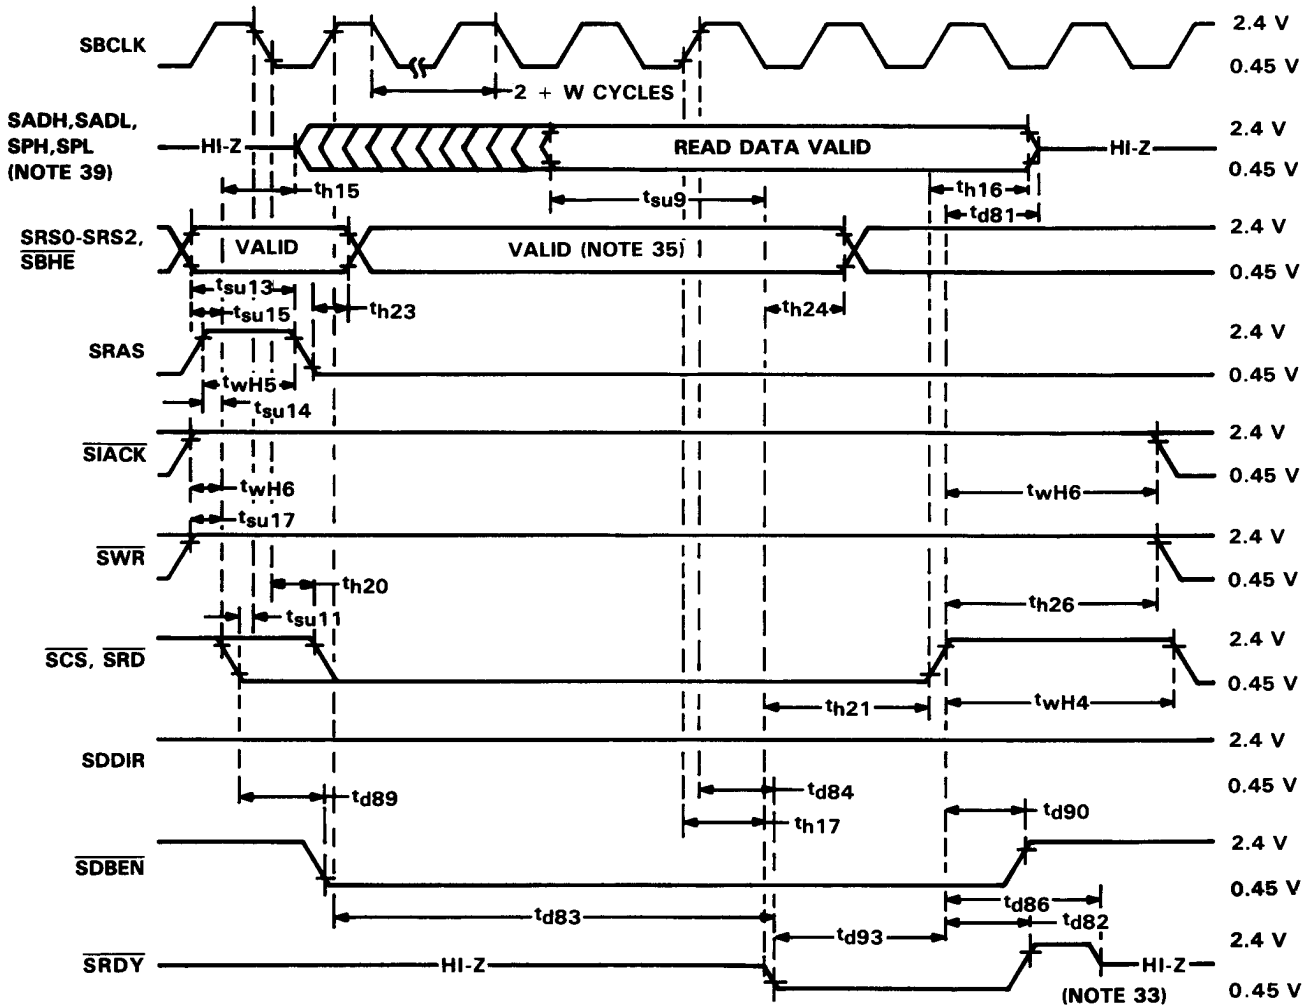 SBCLK
2.4 V
0.45 V
2 + W CYCLES
SADH,SADL,
SPH,SPL
(NOTE 39)
HI-Z
READ DATA VALID
HI-Z
2.4 V
0.45 V
th15
tsu9
th16
td81
SRS0-SRS2,
SBHE
VALID
VALID (NOTE 35)
2.4 V
0.45 V
tsu13
tsu15
th23
th24
SRAS
2.4 V
0.45 V
twH5
tsu14
SIACK
2.4 V
0.45 V
twH6
twH6
tsu17
SWR
2.4 V
0.45 V
th20
th26
tsu11
SCS, SRD
2.4 V
0.45 V
th21
twH4
SDDIR
2.4 V
0.45 V
td89
td84
th17
td90
SDBEN
2.4 V
0.45 V
td86
td83
td82
td93
SRDY
HI-Z
HI-Z
2.4 V
0.45 V
(NOTE 33)